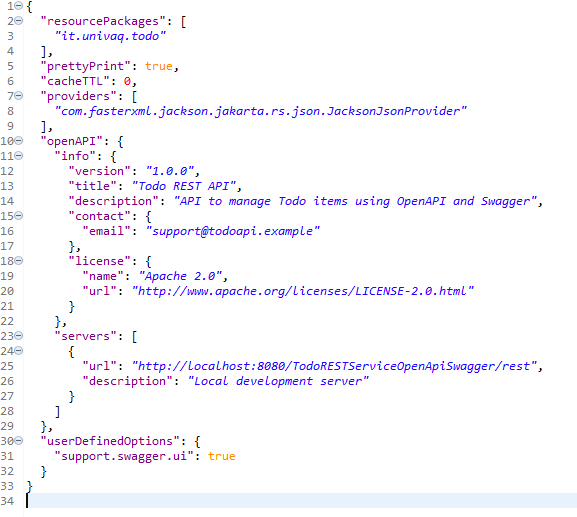 1 {
2   "resourcePackages": [
3     "it.univaq.todo"
4   ],
5   "prettyPrint": true,
6   "cacheTTL": 0,
7   "providers": [
8     "com.fasterxml.jackson.jakarta.rs.json.JacksonJsonProvider"
9   ],
10   "openAPI": {
11     "info": {
12       "version": "1.0.0",
13       "title": "Todo REST API",
14       "description": "API to manage Todo items using OpenAPI and Swagger",
15       "contact": {
16         "email": "support@todoapi.example"
17       },
18       "license": {
19         "name": "Apache 2.0",
20         "url": "http://www.apache.org/licenses/LICENSE-2.0.html"
21       }
22     },
23     "servers": [
24       {
25         "url": "http://localhost:8080/TodoRESTServiceOpenApiSwagger/rest",
26         "description": "Local development server"
27       }
28     ]
29   },
30   "userDefinedOptions": {
31     "support.swagger.ui": true
32   }
33 }
34